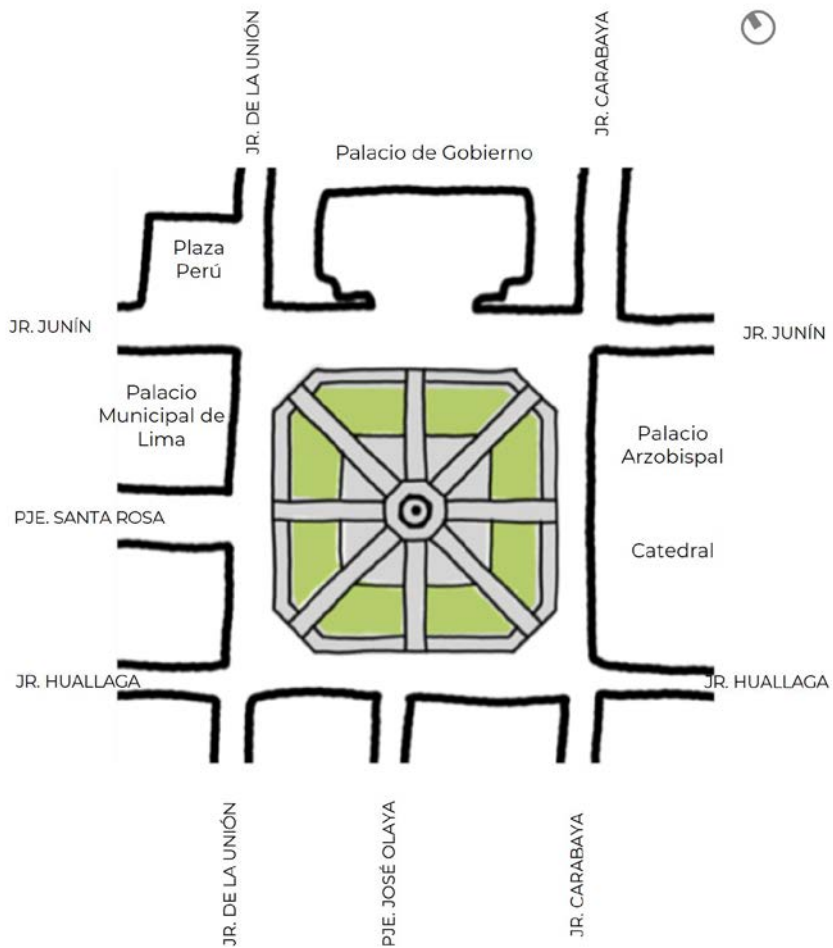 JR. DE LA UNIÓN
JR. CARABAYA
Palacio de Gobierno
Plaza
Perú
JR. JUNÍN
JR. JUNÍN
Palacio
Municipal de
Lima
Palacio
Arzobispal
PJE. SANTA ROSA
Catedral
JR. HUALLAGA
JR. HUALLAGA
JR. DE LA UNIÓN
PJE. JOSÉ OLAYA
JR. CARABAYA